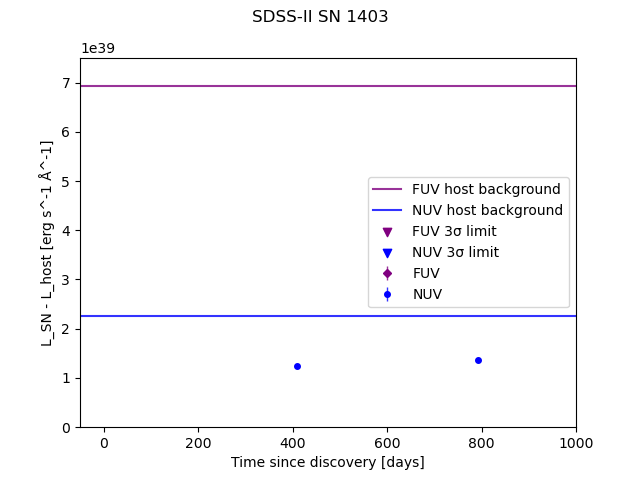 SDSS-II SN 1403
1e39
L_SN - L_host [erg s^-1 Å^-1]
7
6
5
4
3
2
1
0
FUV host background
NUV host background
FUV 3σ limit
NUV 3σ limit
FUV
NUV
0 200 400 600 800 1000
Time since discovery [days]